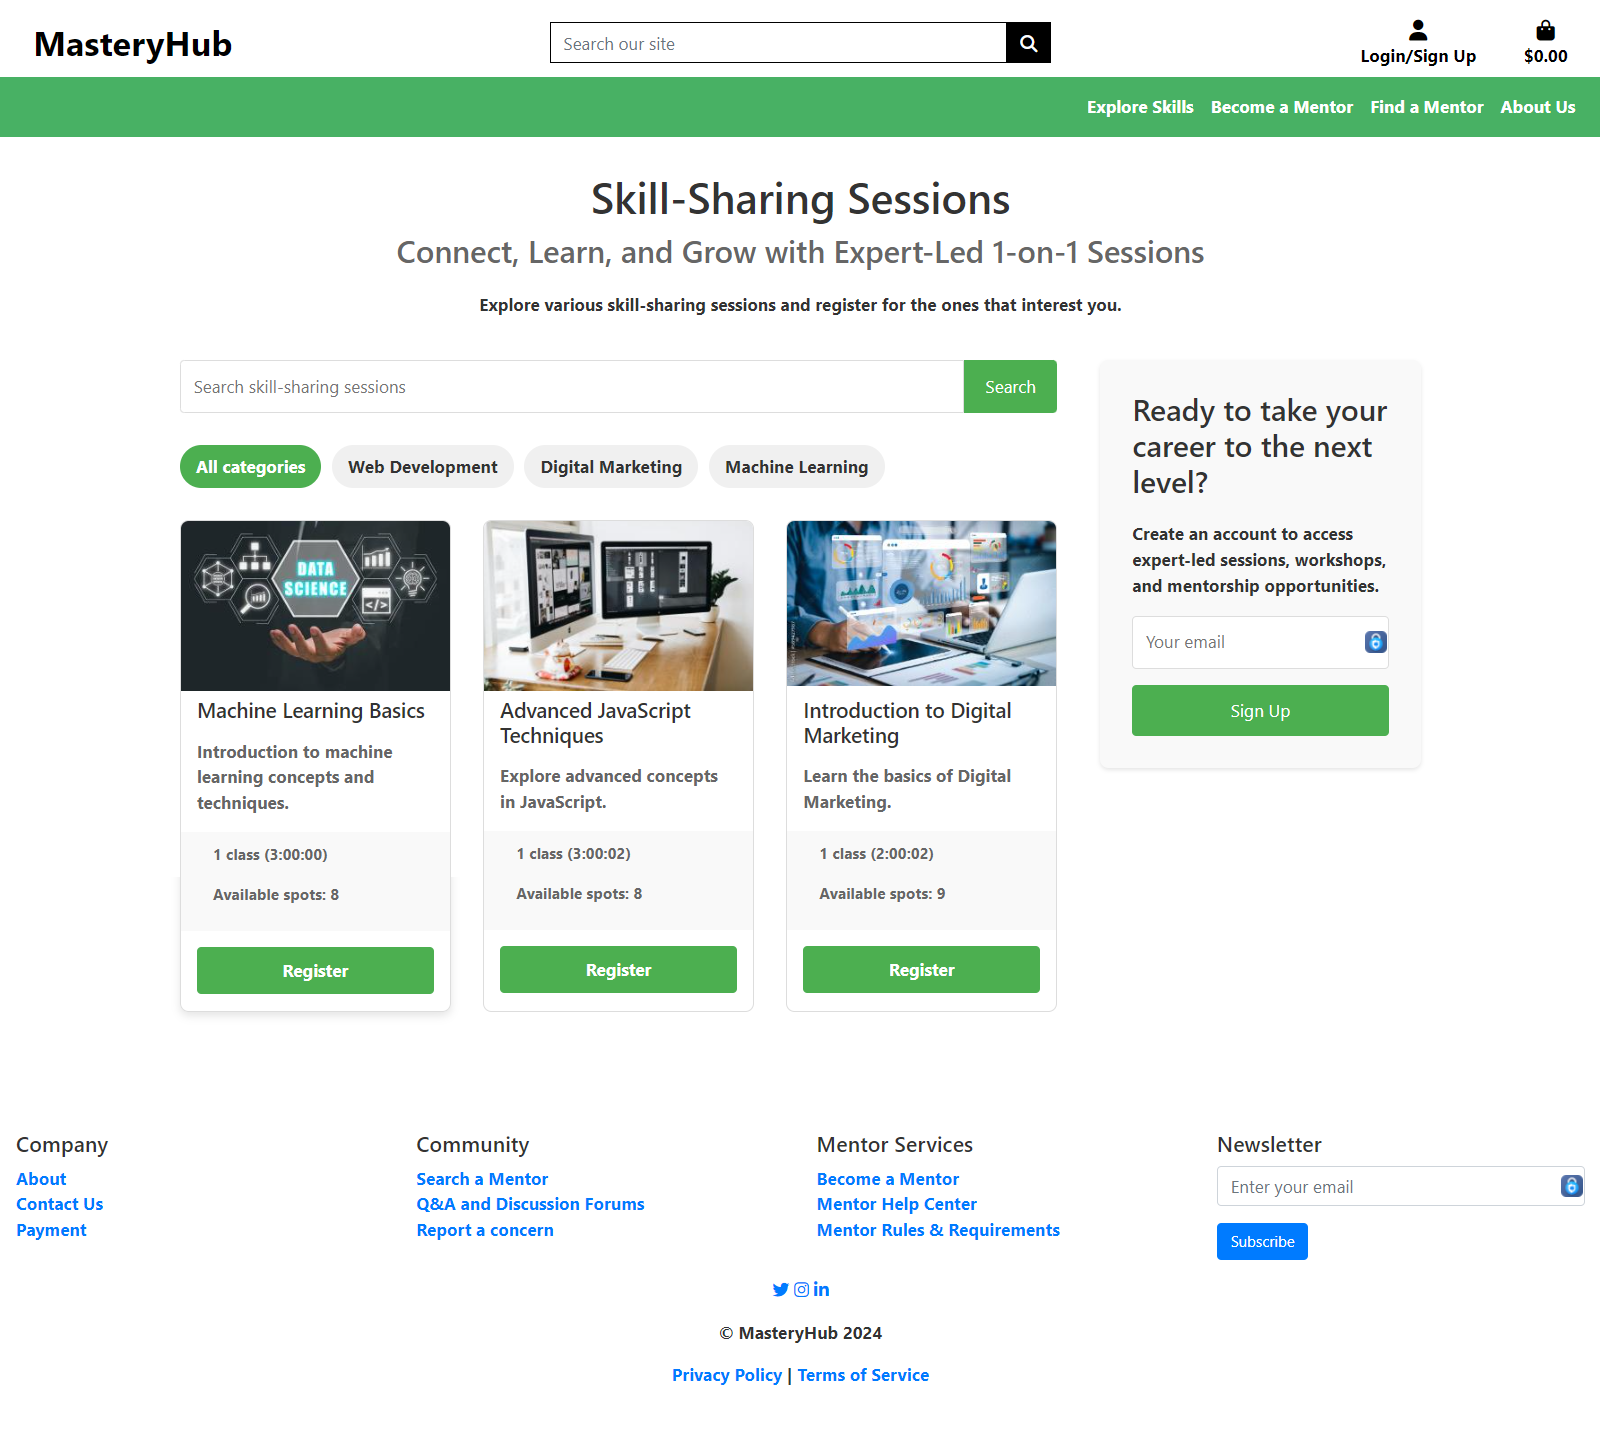 MasteryHub
Search our site
Login/Sign Up
$0.00
Explore Skills
Become a Mentor
Find a Mentor
About Us
Skill-Sharing Sessions
Connect, Learn, and Grow with Expert-Led 1-on-1 Sessions
Explore various skill-sharing sessions and register for the ones that interest you.
Search skill-sharing sessions
Search
All categories
Web Development
Digital Marketing
Machine Learning
DATA
SCIENCE
Machine Learning Basics
Introduction to machine
learning concepts and
techniques.
1 class (3:00:00)
Available spots: 8
Register
Advanced JavaScript
Techniques
Explore advanced concepts
in JavaScript.
1 class (3:00:02)
Available spots: 8
Register
Introduction to Digital
Marketing
Learn the basics of Digital
Marketing.
1 class (2:00:02)
Available spots: 9
Register
Ready to take your
career to the next
level?
Create an account to access
expert-led sessions, workshops,
and mentorship opportunities.
Your email
Sign Up
Company
About
Contact Us
Payment
Community
Search a Mentor
Q&A and Discussion Forums
Report a concern
Mentor Services
Become a Mentor
Mentor Help Center
Mentor Rules & Requirements
Newsletter
Enter your email
Subscribe
© MasteryHub 2024
Privacy Policy | Terms of Service